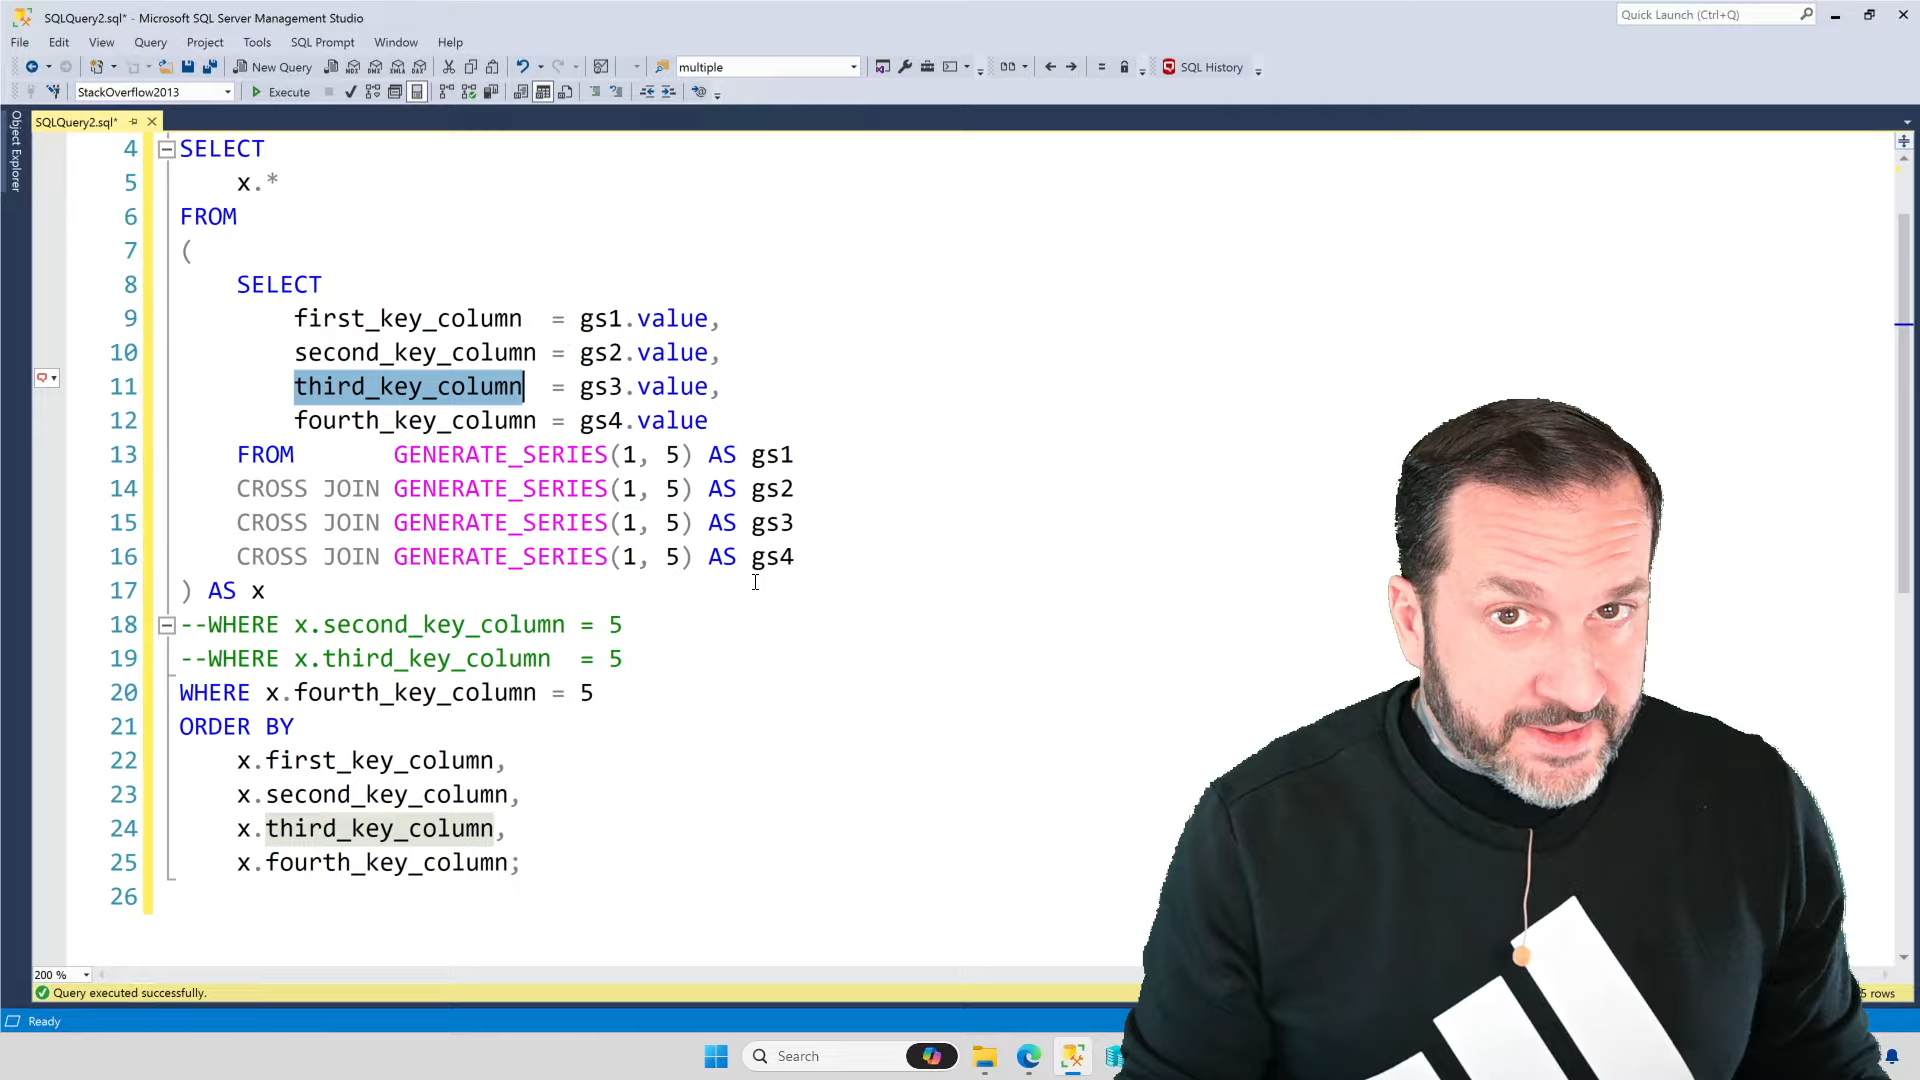 SQLQuery2.sql* - Microsoft SQL Server Management Studio
Quick Launch (Ctrl+Q)
File Edit View Query Project Tools SQL Prompt Window Help
New Query
multiple
SQL History
StackOverflow2013
Execute
SQLQuery2.sql*
Object Explorer
4 SELECT
5 x.*
6 FROM
7 (
8 SELECT
9 first_key_column = gs1.value,
10 second_key_column = gs2.value,
11 third_key_column = gs3.value,
12 fourth_key_column = gs4.value
13 FROM GENERATE_SERIES(1, 5) AS gs1
14 CROSS JOIN GENERATE_SERIES(1, 5) AS gs2
15 CROSS JOIN GENERATE_SERIES(1, 5) AS gs3
16 CROSS JOIN GENERATE_SERIES(1, 5) AS gs4
17 ) AS x
18 --WHERE x.second_key_column = 5
19 --WHERE x.third_key_column = 5
20 WHERE x.fourth_key_column = 5
21 ORDER BY
22 x.first_key_column,
23 x.second_key_column,
24 x.third_key_column,
25 x.fourth_key_column;
26
200 %
Query executed successfully.
5 rows
Ready
Search